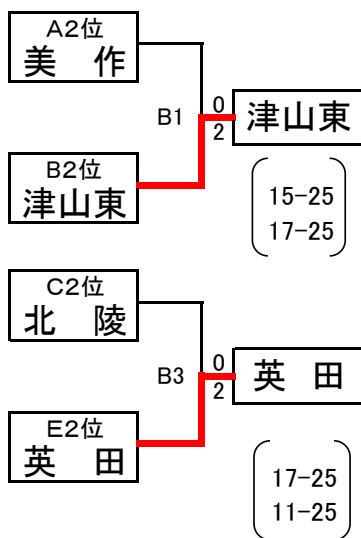 A2位
美 作
B1
0
2
津山東
B2位
津山東
15-25
17-25
C2位
北 陵
B3
0
2
英 田
E2位
英 田
17-25
11-25